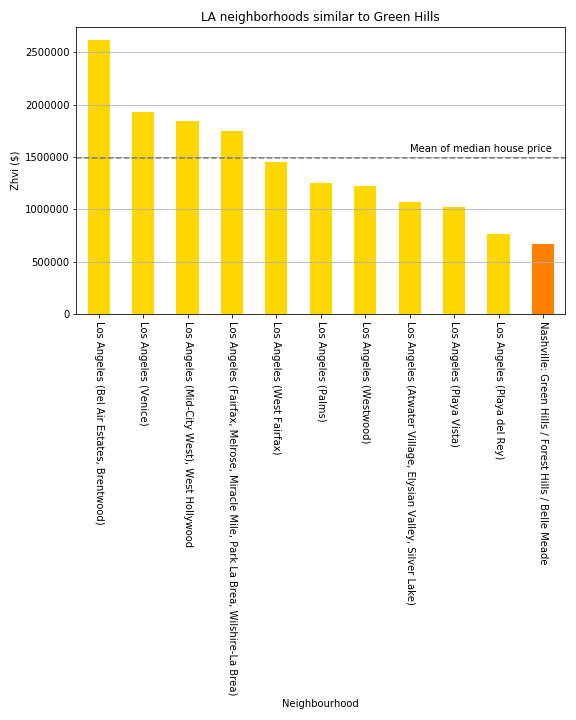 LA neighborhoods similar to Green Hills
Zhvi ($)
2500000
2000000
1500000
1000000
500000
0
Mean of median house price
Los Angeles (Bel Air Estates, Brentwood)
Los Angeles (Venice)
Los Angeles (Mid-City West), West Hollywood
Los Angeles (Fairfax, Melrose, Miracle Mile, Park La Brea, Wilshire-La Brea)
Los Angeles (West Fairfax)
Los Angeles (Palms)
Los Angeles (Westwood)
Los Angeles (Atwater Village, Elysian Valley, Silver Lake)
Los Angeles (Playa Vista)
Los Angeles (Playa del Rey)
Nashville: Green Hills / Forest Hills / Belle Meade
Neighbourhood